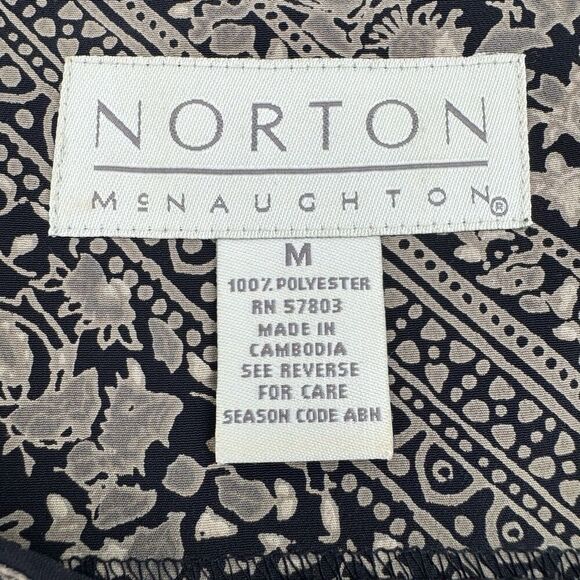 NORTON
McNAUGHTON®
M
100% POLYESTER
RN 57803
MADE IN
CAMBODIA
SEE REVERSE
FOR CARE
SEASON CODE ABN